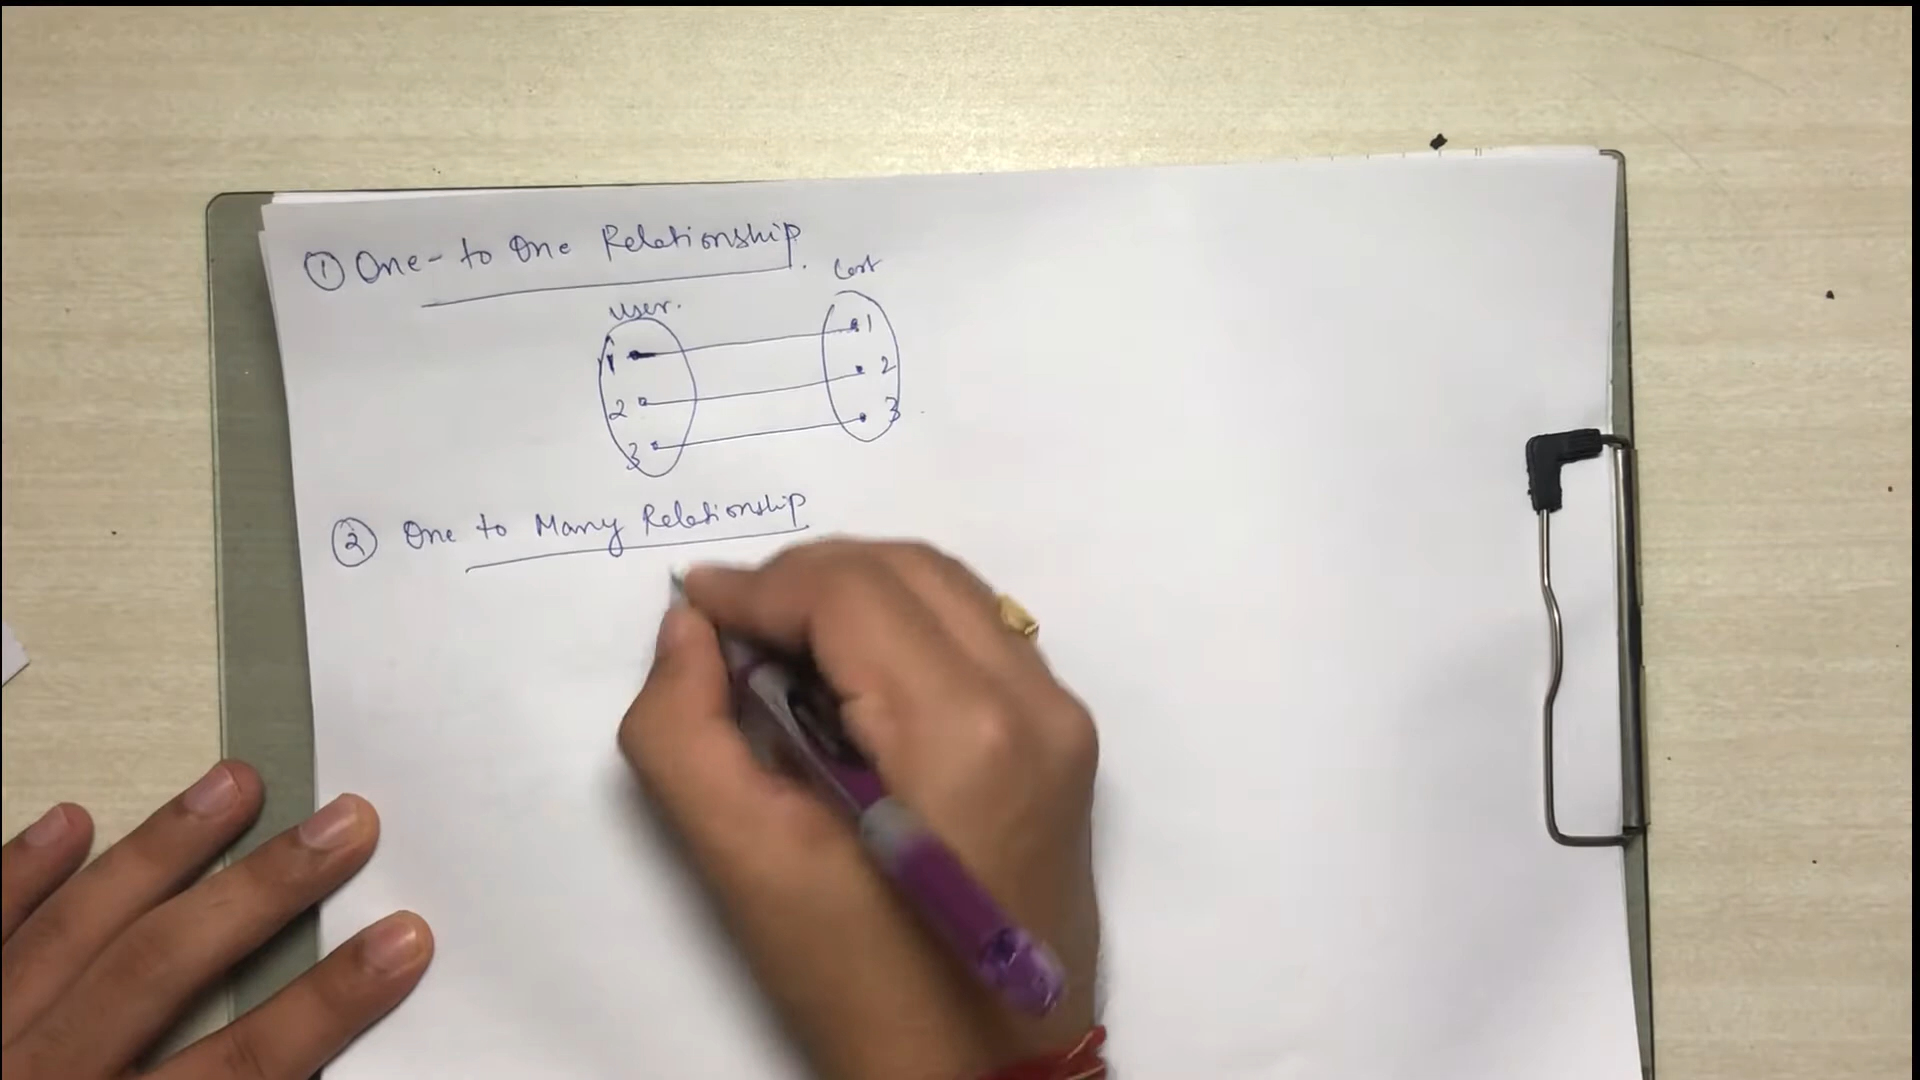 ① One-to One Relationship.
User. Cart
1 1
2 2
3 3
② One to Many Relationship